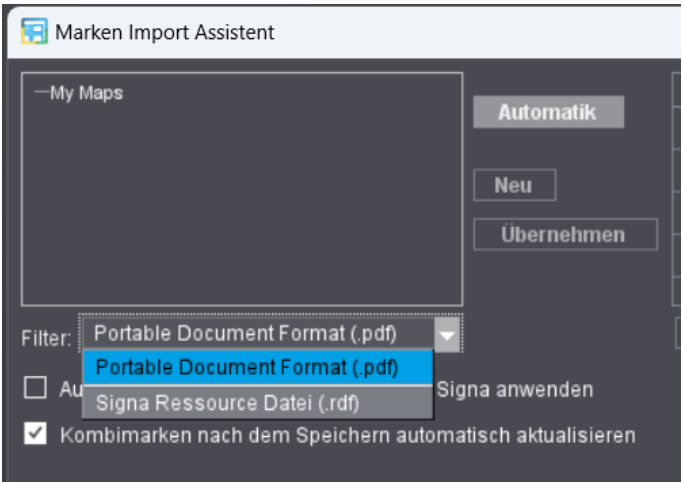 Marken Import Assistent
My Maps
Automatik
Neu
Übernehmen
Filter: Portable Document Format (.pdf)
Portable Document Format (.pdf)
Au Signa anwenden
Signa Ressource Datei (.rdf)
Kombimarken nach dem Speichern automatisch aktualisieren